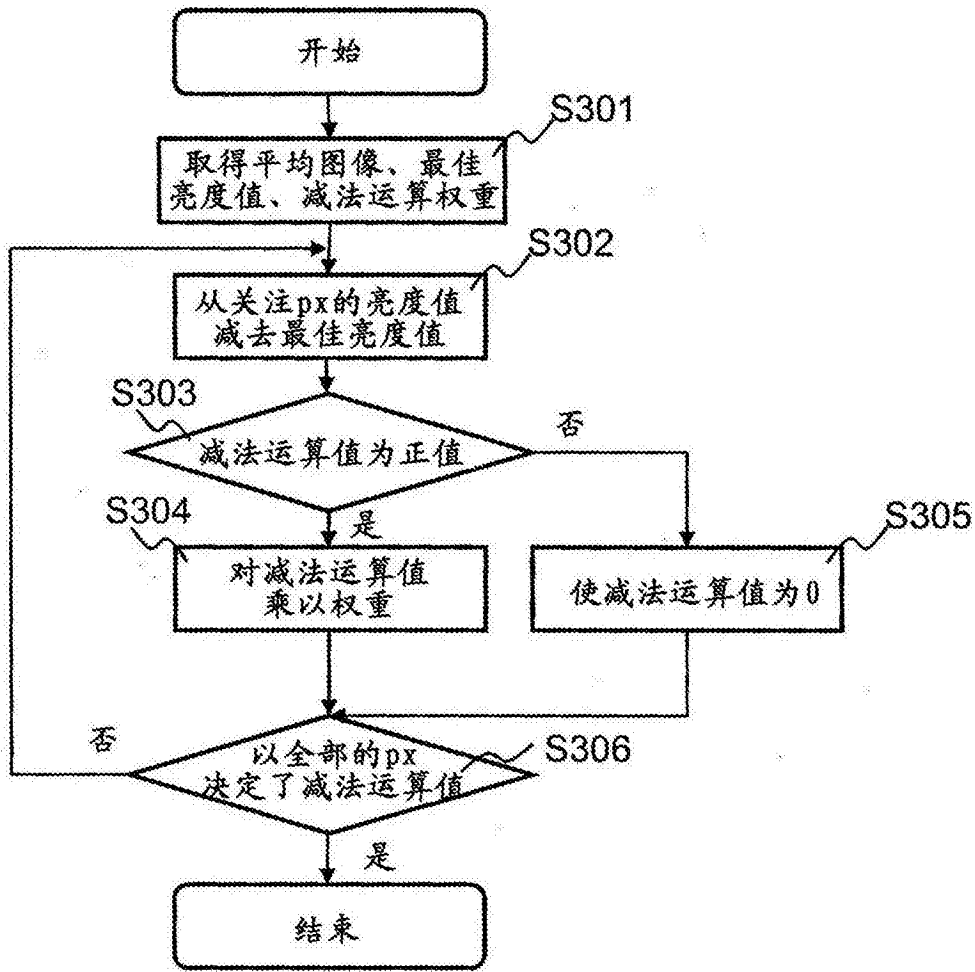 开始
S301
取得平均图像、最佳
亮度值、减法运算权重
S302
从关注px的亮度值
减去最佳亮度值
S303
减法运算值为正值
否
是
S304
对减法运算值
乘以权重
S305
使减法运算值为0
否
以全部的px
决定了减法运算值
S306
是
结束